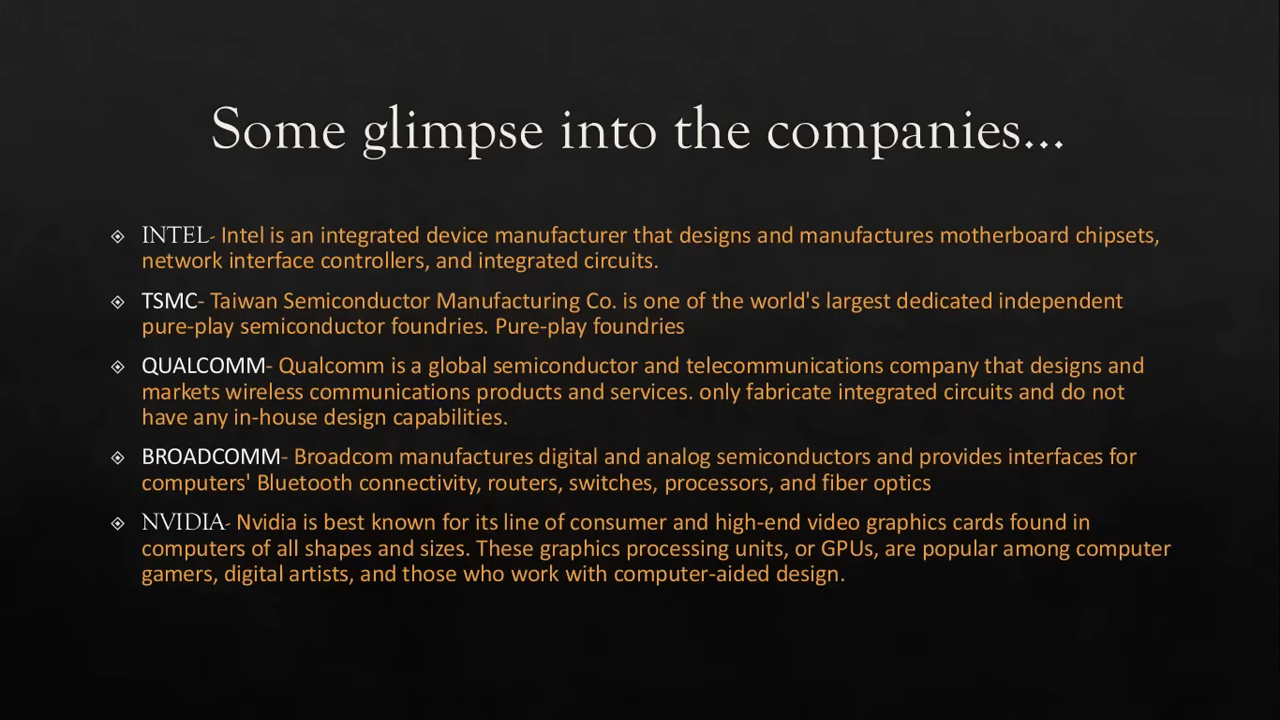 Some glimpse into the companies...
INTEL- Intel is an integrated device manufacturer that designs and manufactures motherboard chipsets,
network interface controllers, and integrated circuits.
TSMC- Taiwan Semiconductor Manufacturing Co. is one of the world's largest dedicated independent
pure-play semiconductor foundries. Pure-play foundries
QUALCOMM- Qualcomm is a global semiconductor and telecommunications company that designs and
markets wireless communications products and services. only fabricate integrated circuits and do not
have any in-house design capabilities.
BROADCOMM- Broadcom manufactures digital and analog semiconductors and provides interfaces for
computers' Bluetooth connectivity, routers, switches, processors, and fiber optics
NVIDIA- Nvidia is best known for its line of consumer and high-end video graphics cards found in
computers of all shapes and sizes. These graphics processing units, or GPUs, are popular among computer
gamers, digital artists, and those who work with computer-aided design.